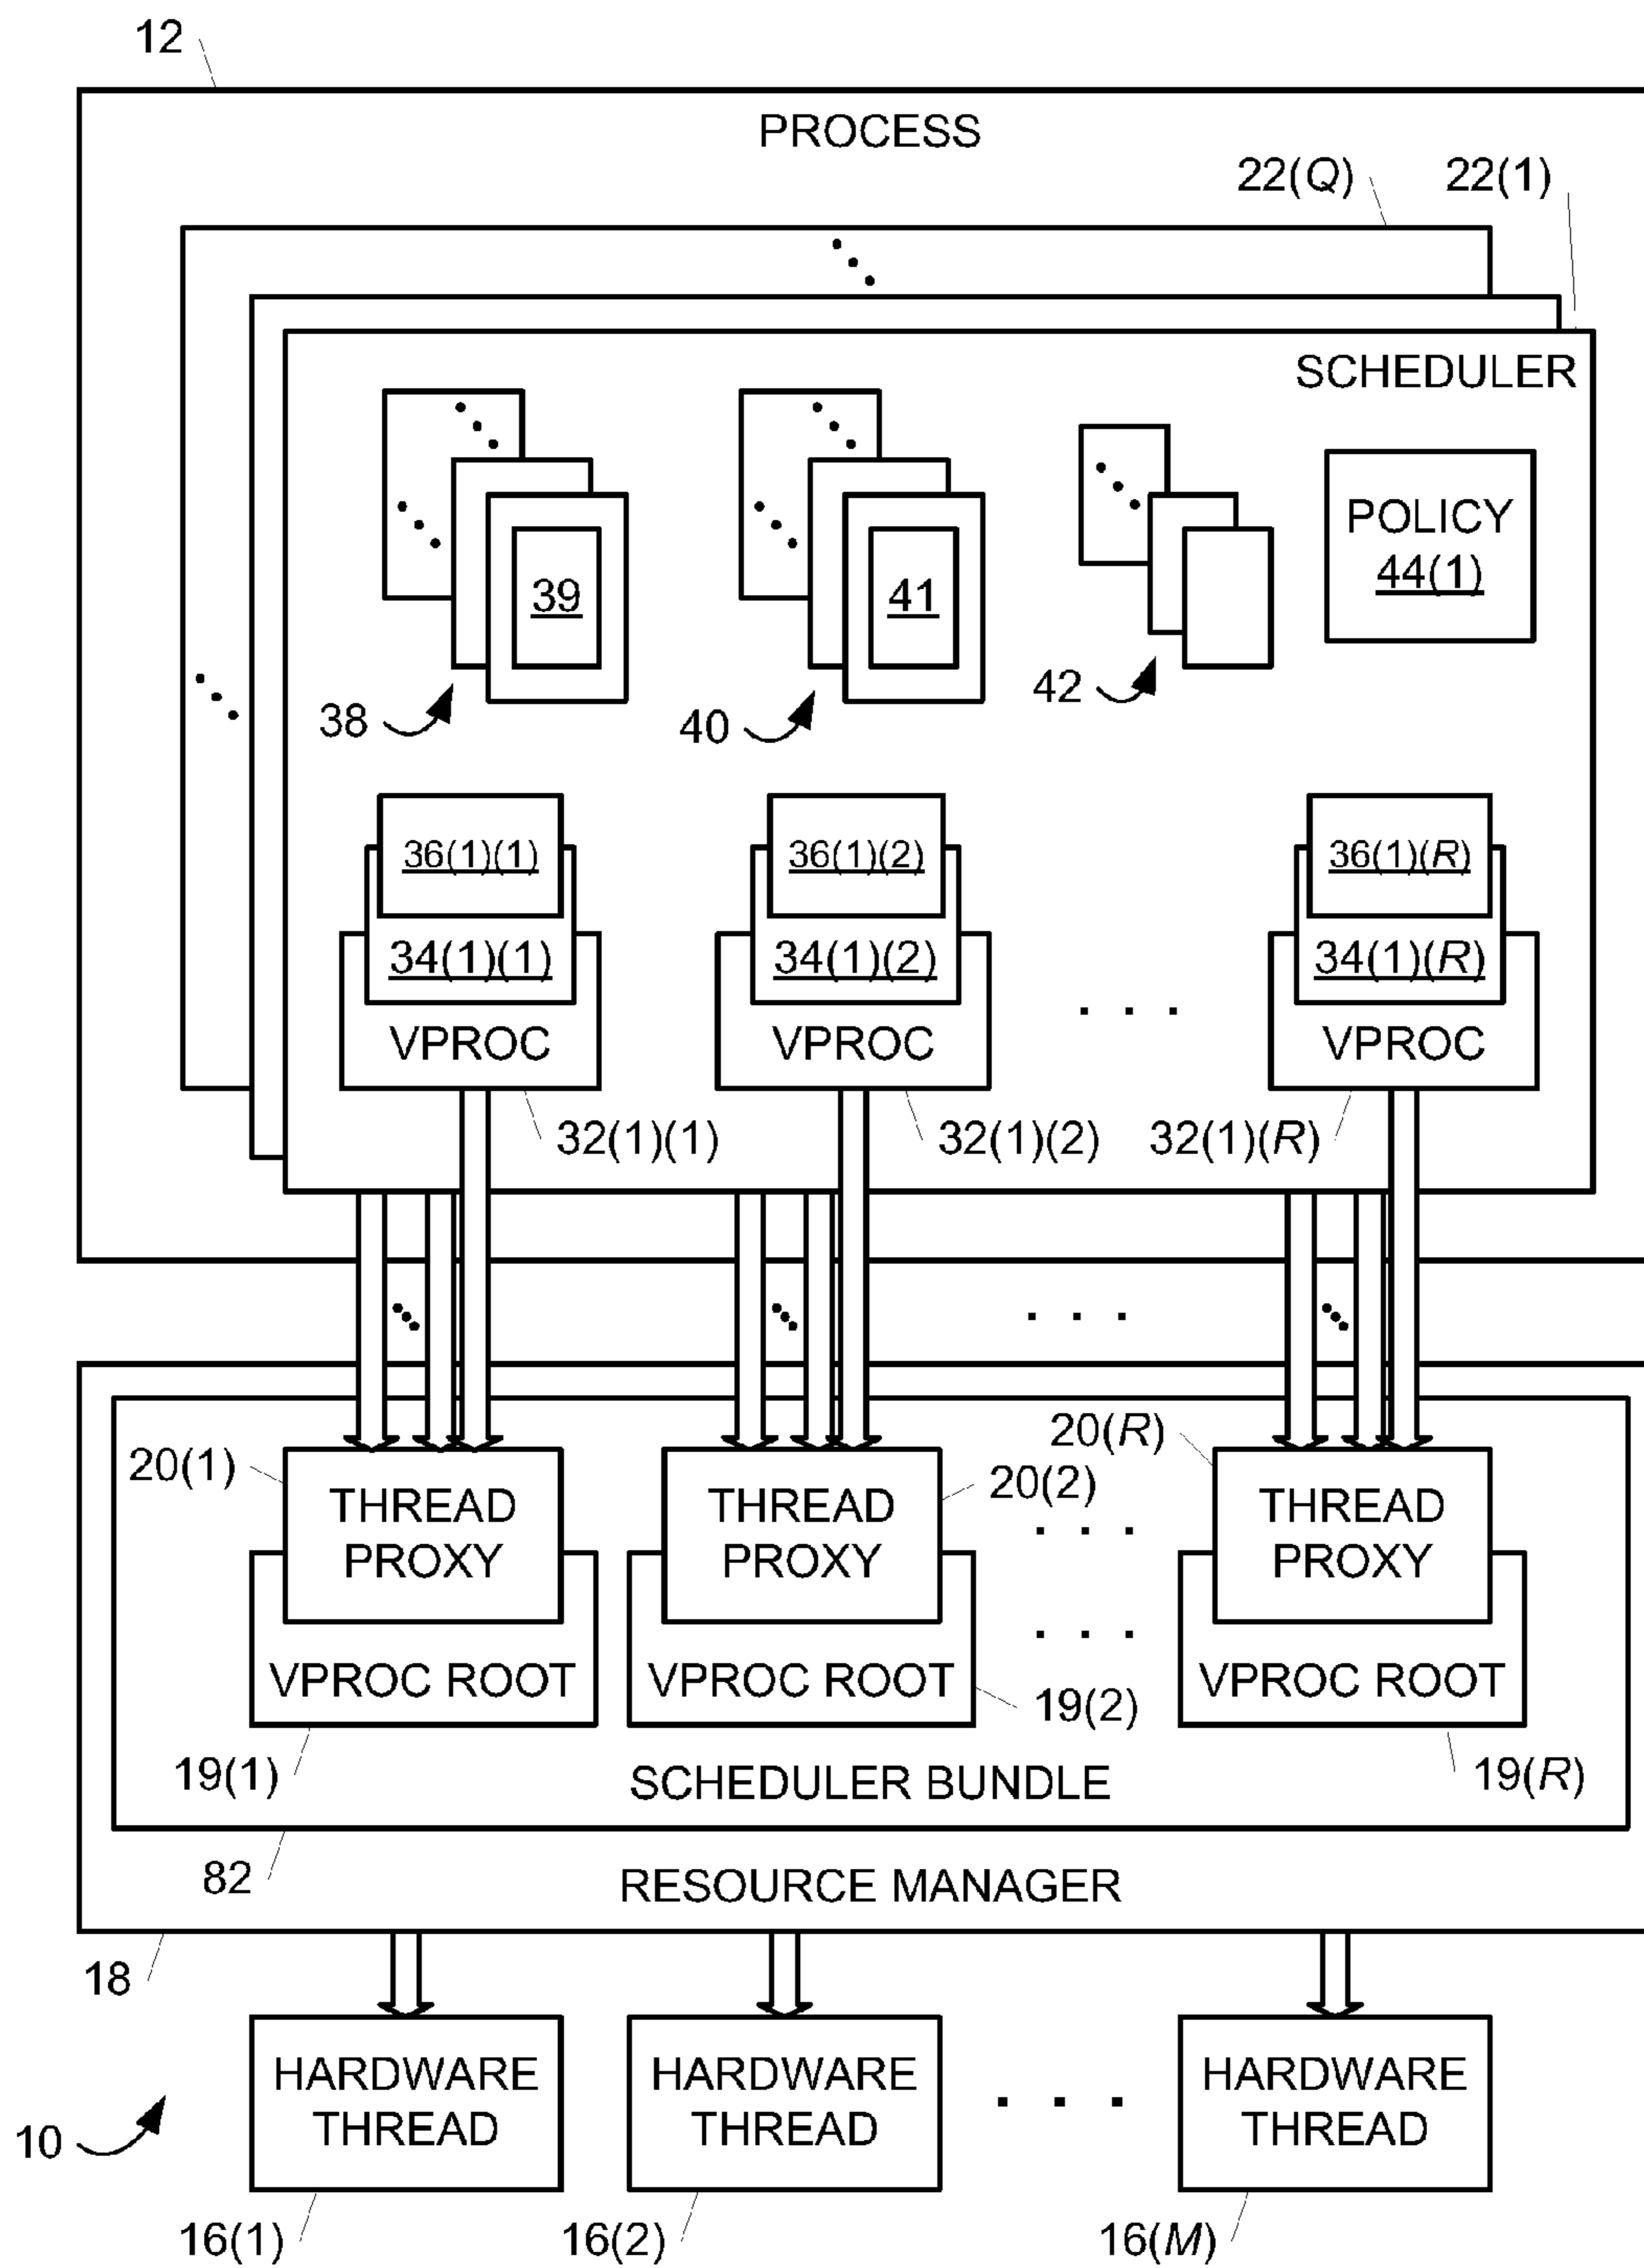 12
PROCESS
22(Q) 22(1)
SCHEDULER
POLICY
44(1)
39
41
38
40
42
36(1)(1) 36(1)(2) 36(1)(R)
34(1)(1) 34(1)(2) 34(1)(R)
VPROC VPROC . . . VPROC
32(1)(1) 32(1)(2) 32(1)(R)
. . .
20(1) 20(2) 20(R)
THREAD PROXY
THREAD PROXY
. . .
THREAD PROXY
VPROC ROOT VPROC ROOT . . . VPROC ROOT
19(1) 19(2) 19(R)
SCHEDULER BUNDLE
82
RESOURCE MANAGER
18
10
HARDWARE THREAD
HARDWARE THREAD
. . .
HARDWARE THREAD
16(1) 16(2) 16(M)